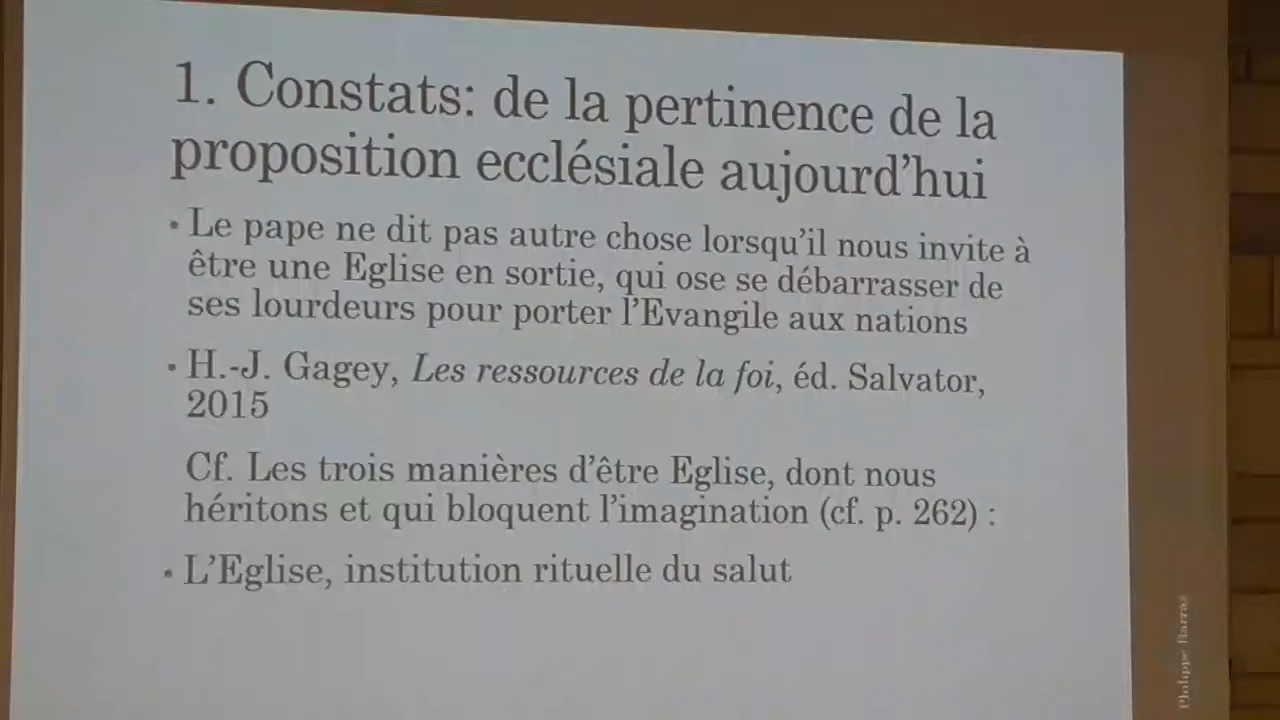 1. Constats: de la pertinence de la
proposition ecclésiale aujourd'hui
• Le pape ne dit pas autre chose lorsqu'il nous invite à
être une Eglise en sortie, qui ose se débarrasser de
ses lourdeurs pour porter l'Evangile aux nations
• H.-J. Gagey, Les ressources de la foi, éd. Salvator,
2015
Cf. Les trois manières d'être Eglise, dont nous
héritons et qui bloquent l'imagination (cf. p. 262) :
• L'Eglise, institution rituelle du salut
Philippe Barras